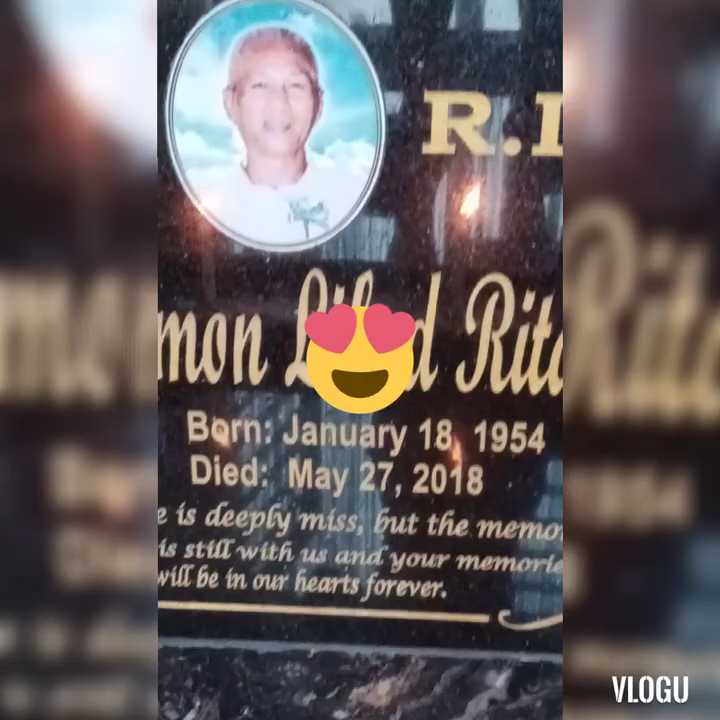 R.I
mon Rita
Born: January 18, 1954
Died: May 27, 2018
e is deeply miss, but the memo
is still with us and your memorie
will be in our hearts forever.
VLOGU